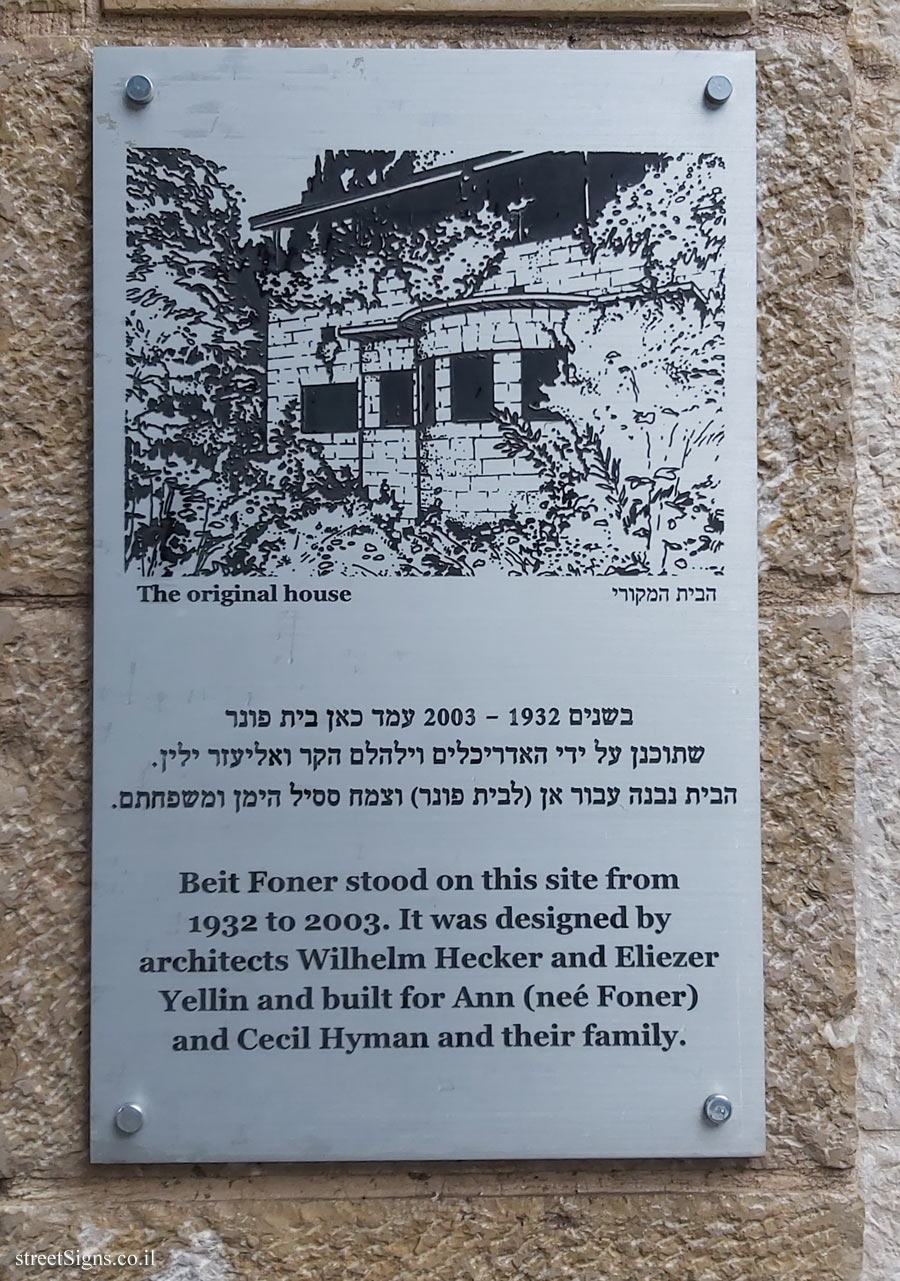 The original house
הבית המקורי
בשנים 1932 – 2003 עמד כאן בית פונר
שתוכנן על ידי האדריכלים וילהלם הקר ואליעזר ילין.
הבית נבנה עבור אן (לבית פונר) וצמח ססיל הימן ומשפחתם.
Beit Foner stood on this site from
1932 to 2003. It was designed by
architects Wilhelm Hecker and Eliezer
Yellin and built for Ann (neé Foner)
and Cecil Hyman and their family.
streetSigns.co.il